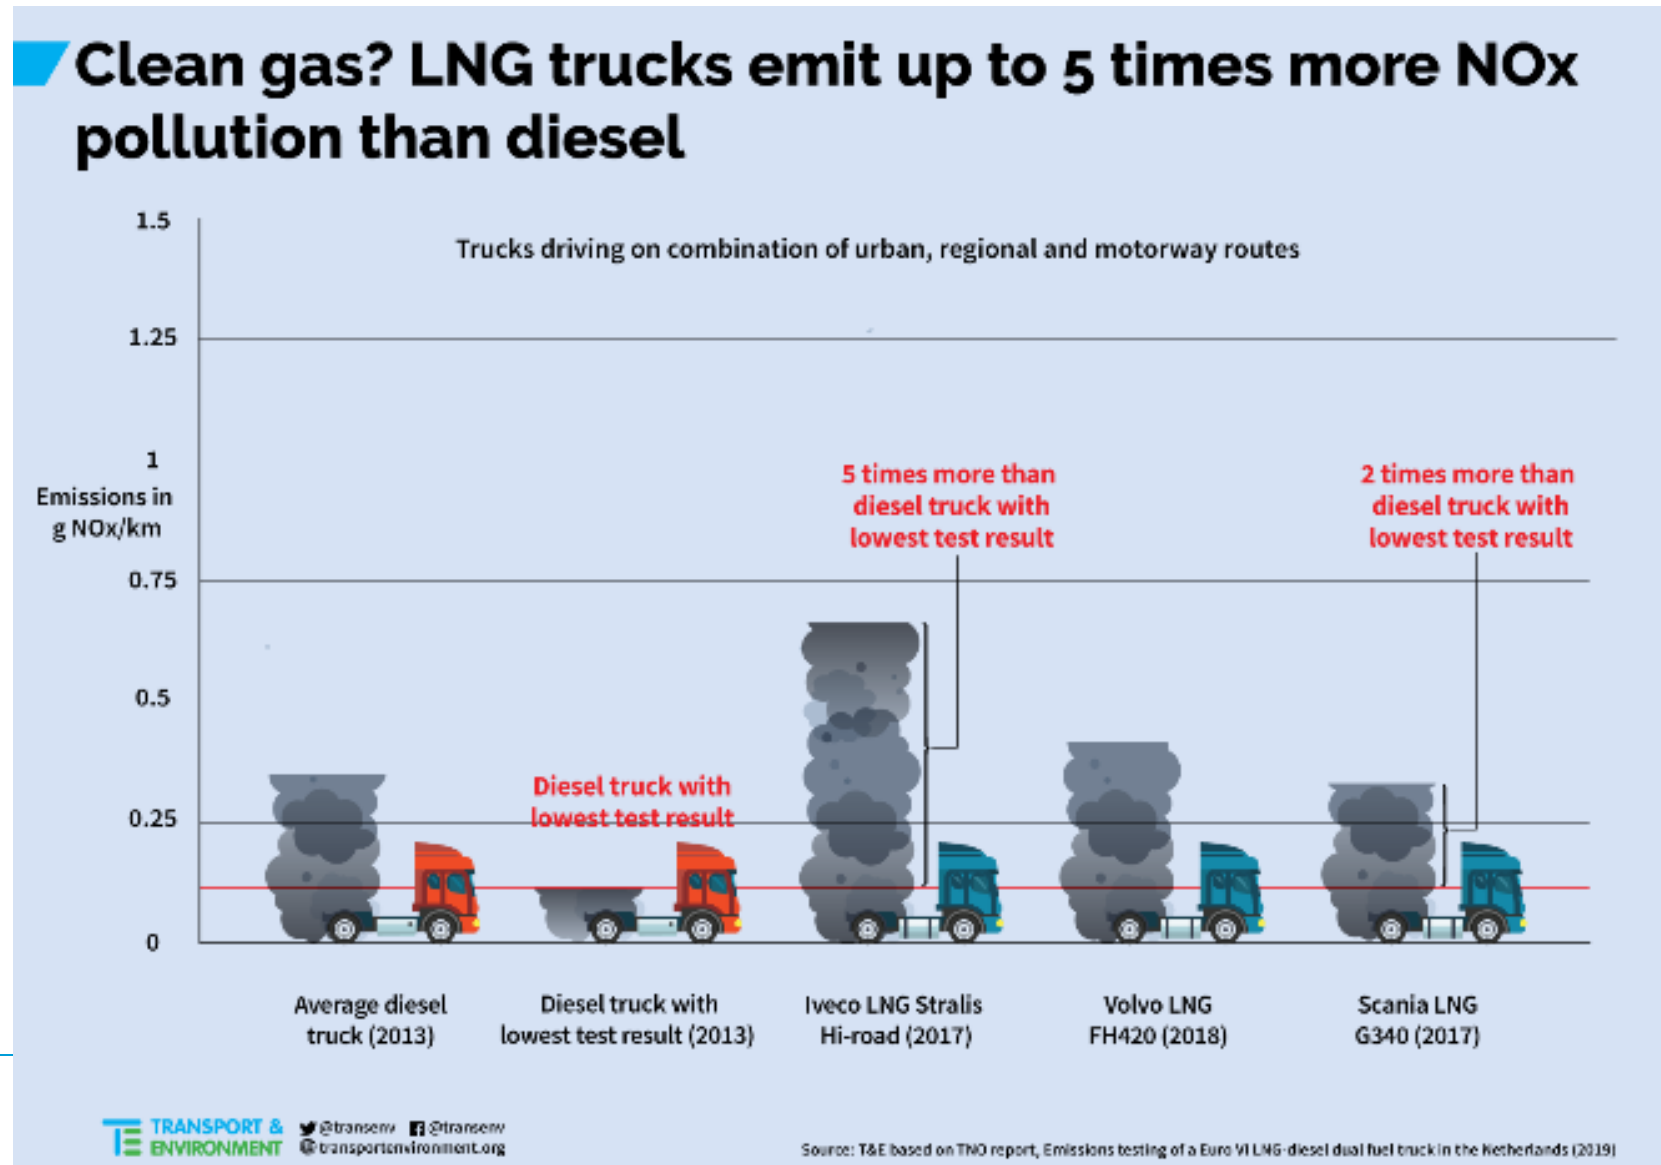 Clean gas? LNG trucks emit up to 5 times more NOx
pollution than diesel
1.5
Trucks driving on combination of urban, regional and motorway routes
1.25
1
Emissions in
g NOx/km
5 times more than
diesel truck with
lowest test result
2 times more than
diesel truck with
lowest test result
0.75
0.5
Diesel truck with
lowest test result
0.25
0
Average diesel
truck (2013)
Diesel truck with
lowest test result (2013)
Iveco LNG Stralis
Hi-road (2017)
Volvo LNG
FH420 (2018)
Scania LNG
G340 (2017)
TE TRANSPORT &
ENVIRONMENT
@transenv @transenv
transportenvironment.org
Source: T&E based on TNO report, Emissions testing of a Euro VI LNG-diesel dual fuel truck in the Netherlands (2019)